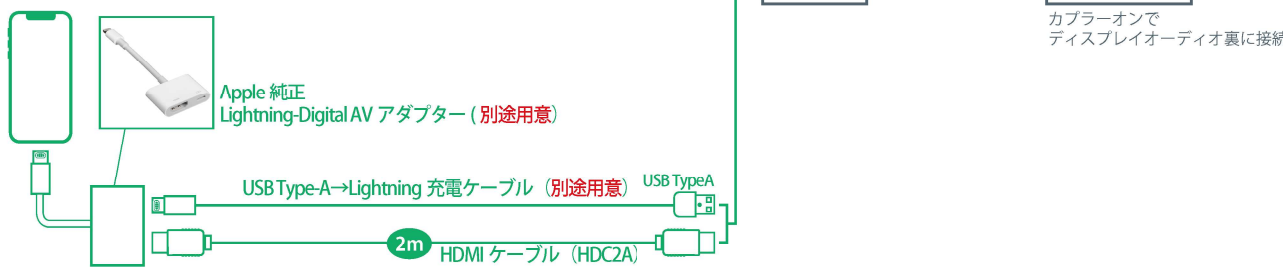 カプラーオンで
ディスプレイオーディオ裏に接続
Apple 純正
Lightning-Digital AV アダプター ( 別途用意)
USB Type-A→Lightning 充電ケーブル（別途用意）
USB TypeA
2m
HDMI ケーブル（HDC2A）